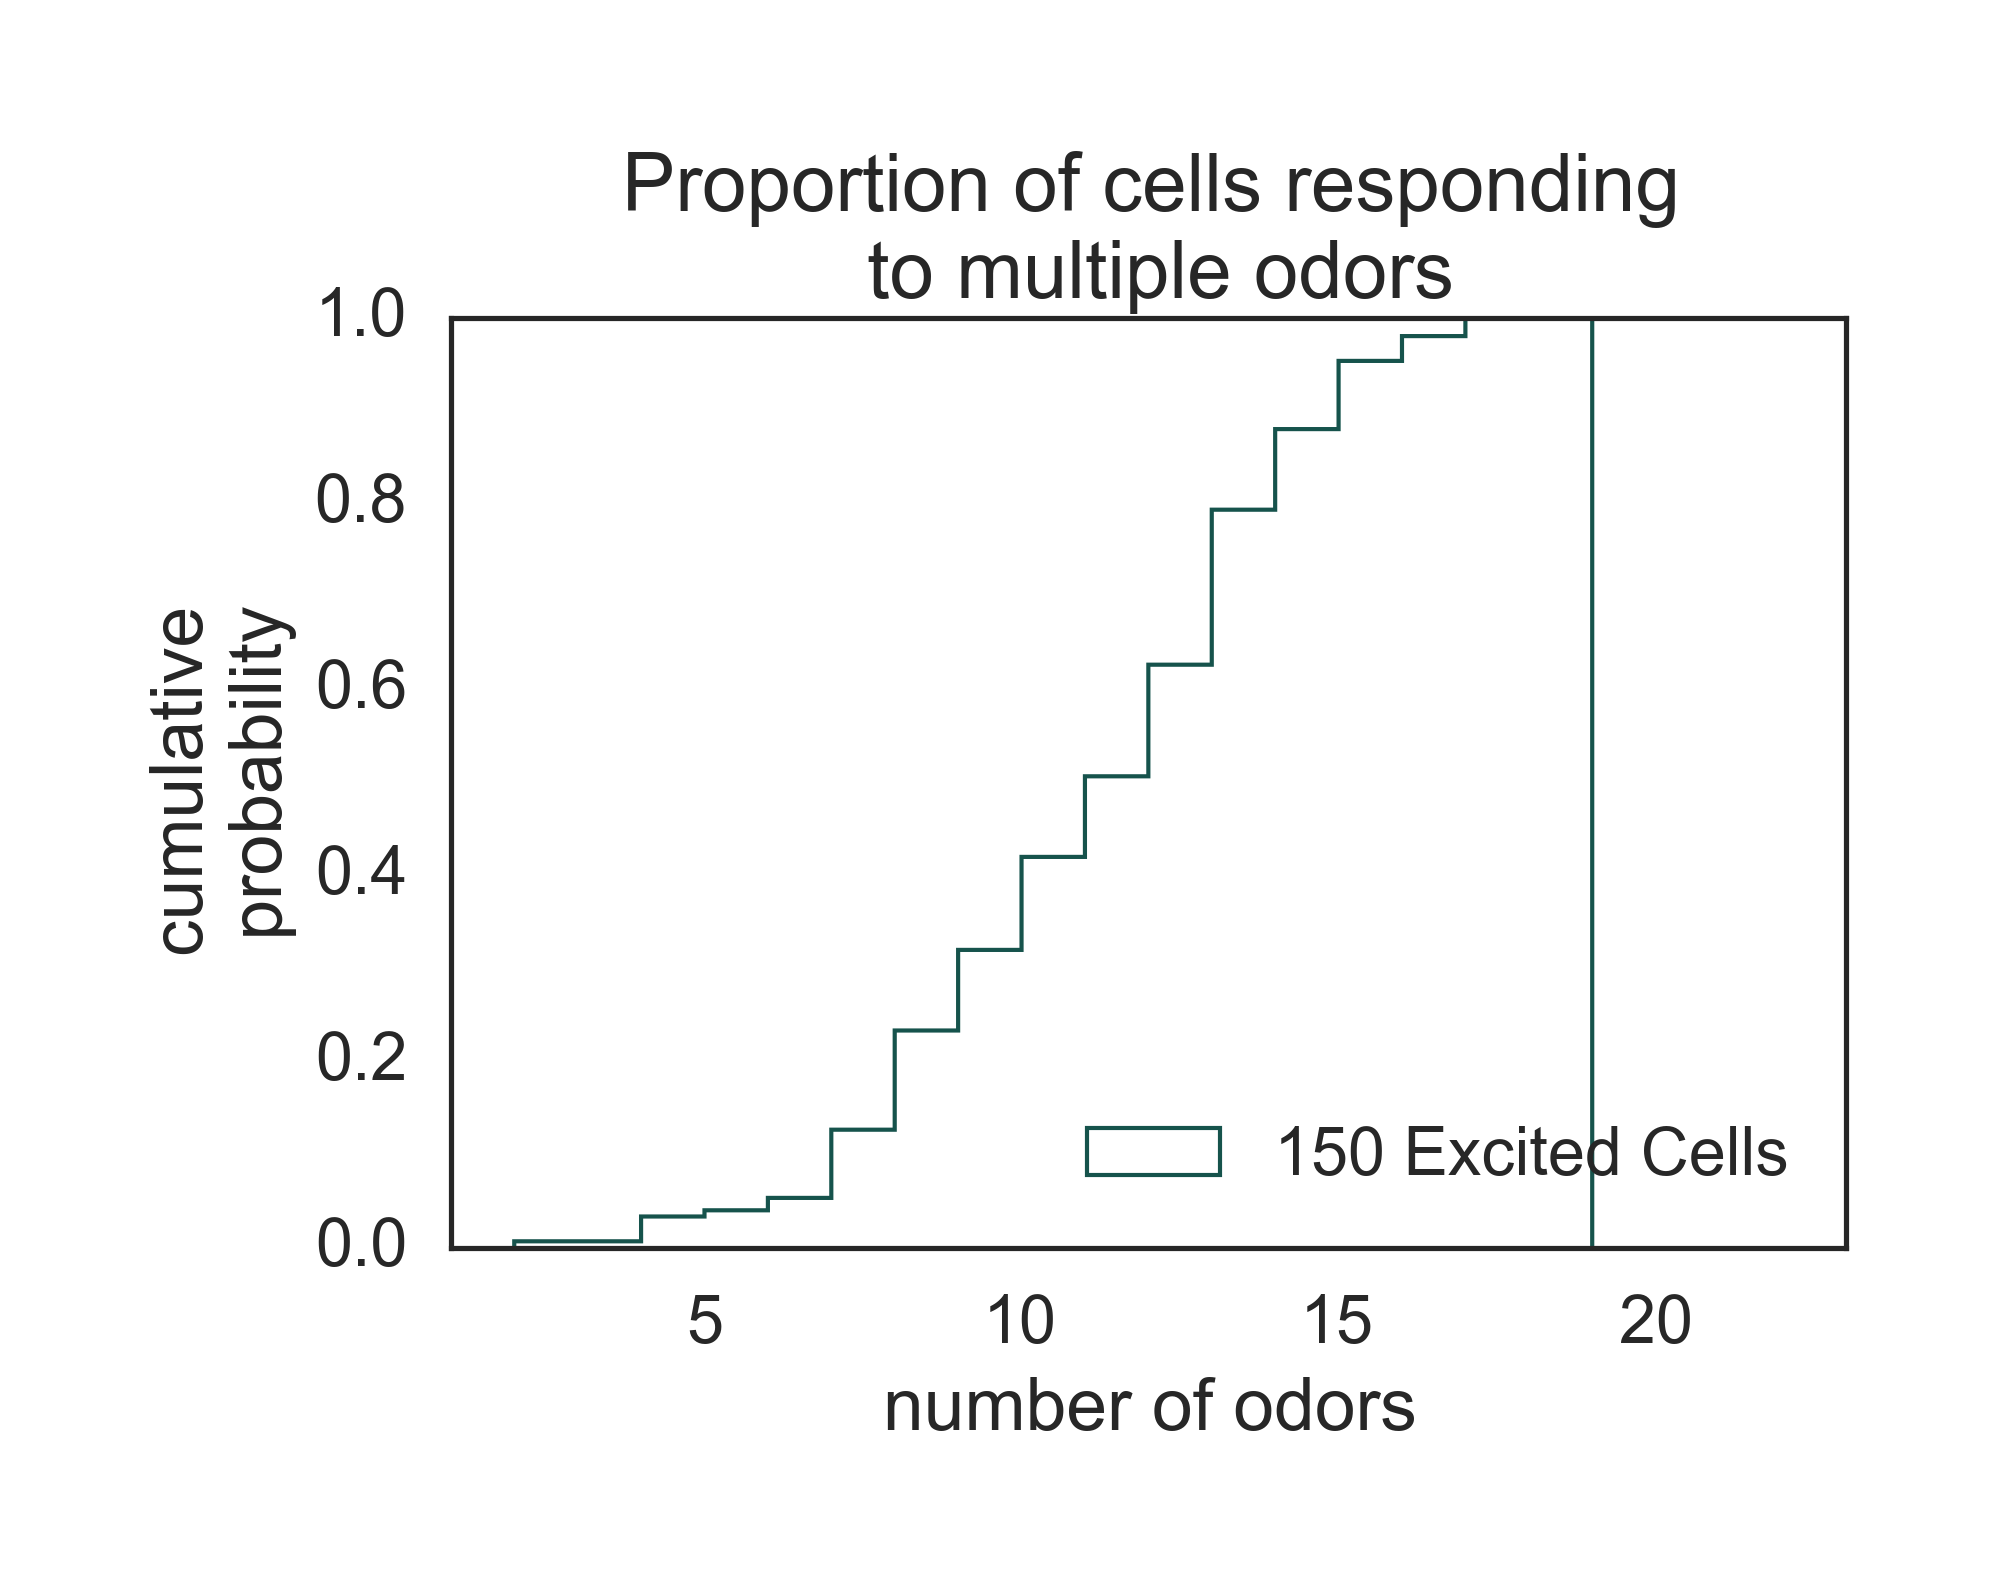 Proportion of cells responding
to multiple odors
1.0
0.8
0.6
0.4
0.2
0.0
cumulative
probability
150 Excited Cells
5 10 15 20
number of odors